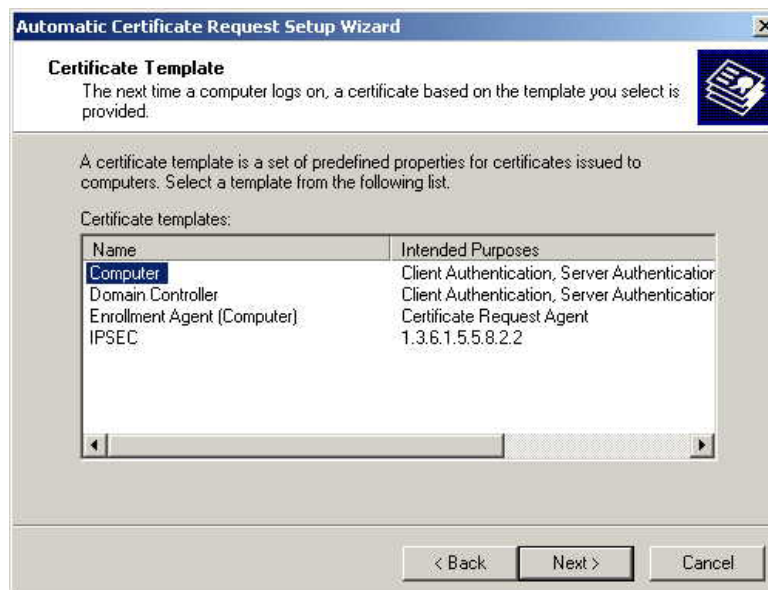 Automatic Certificate Request Setup Wizard
Certificate Template
The next time a computer logs on, a certificate based on the template you select is
provided.
A certificate template is a set of predefined properties for certificates issued to
computers. Select a template from the following list.
Certificate templates:
Name Intended Purposes
Computer Client Authentication, Server Authentication
Domain Controller Client Authentication, Server Authentication
Enrollment Agent (Computer) Certificate Request Agent
IPSEC 1.3.6.1.5.5.8.2.2
< Back Next > Cancel